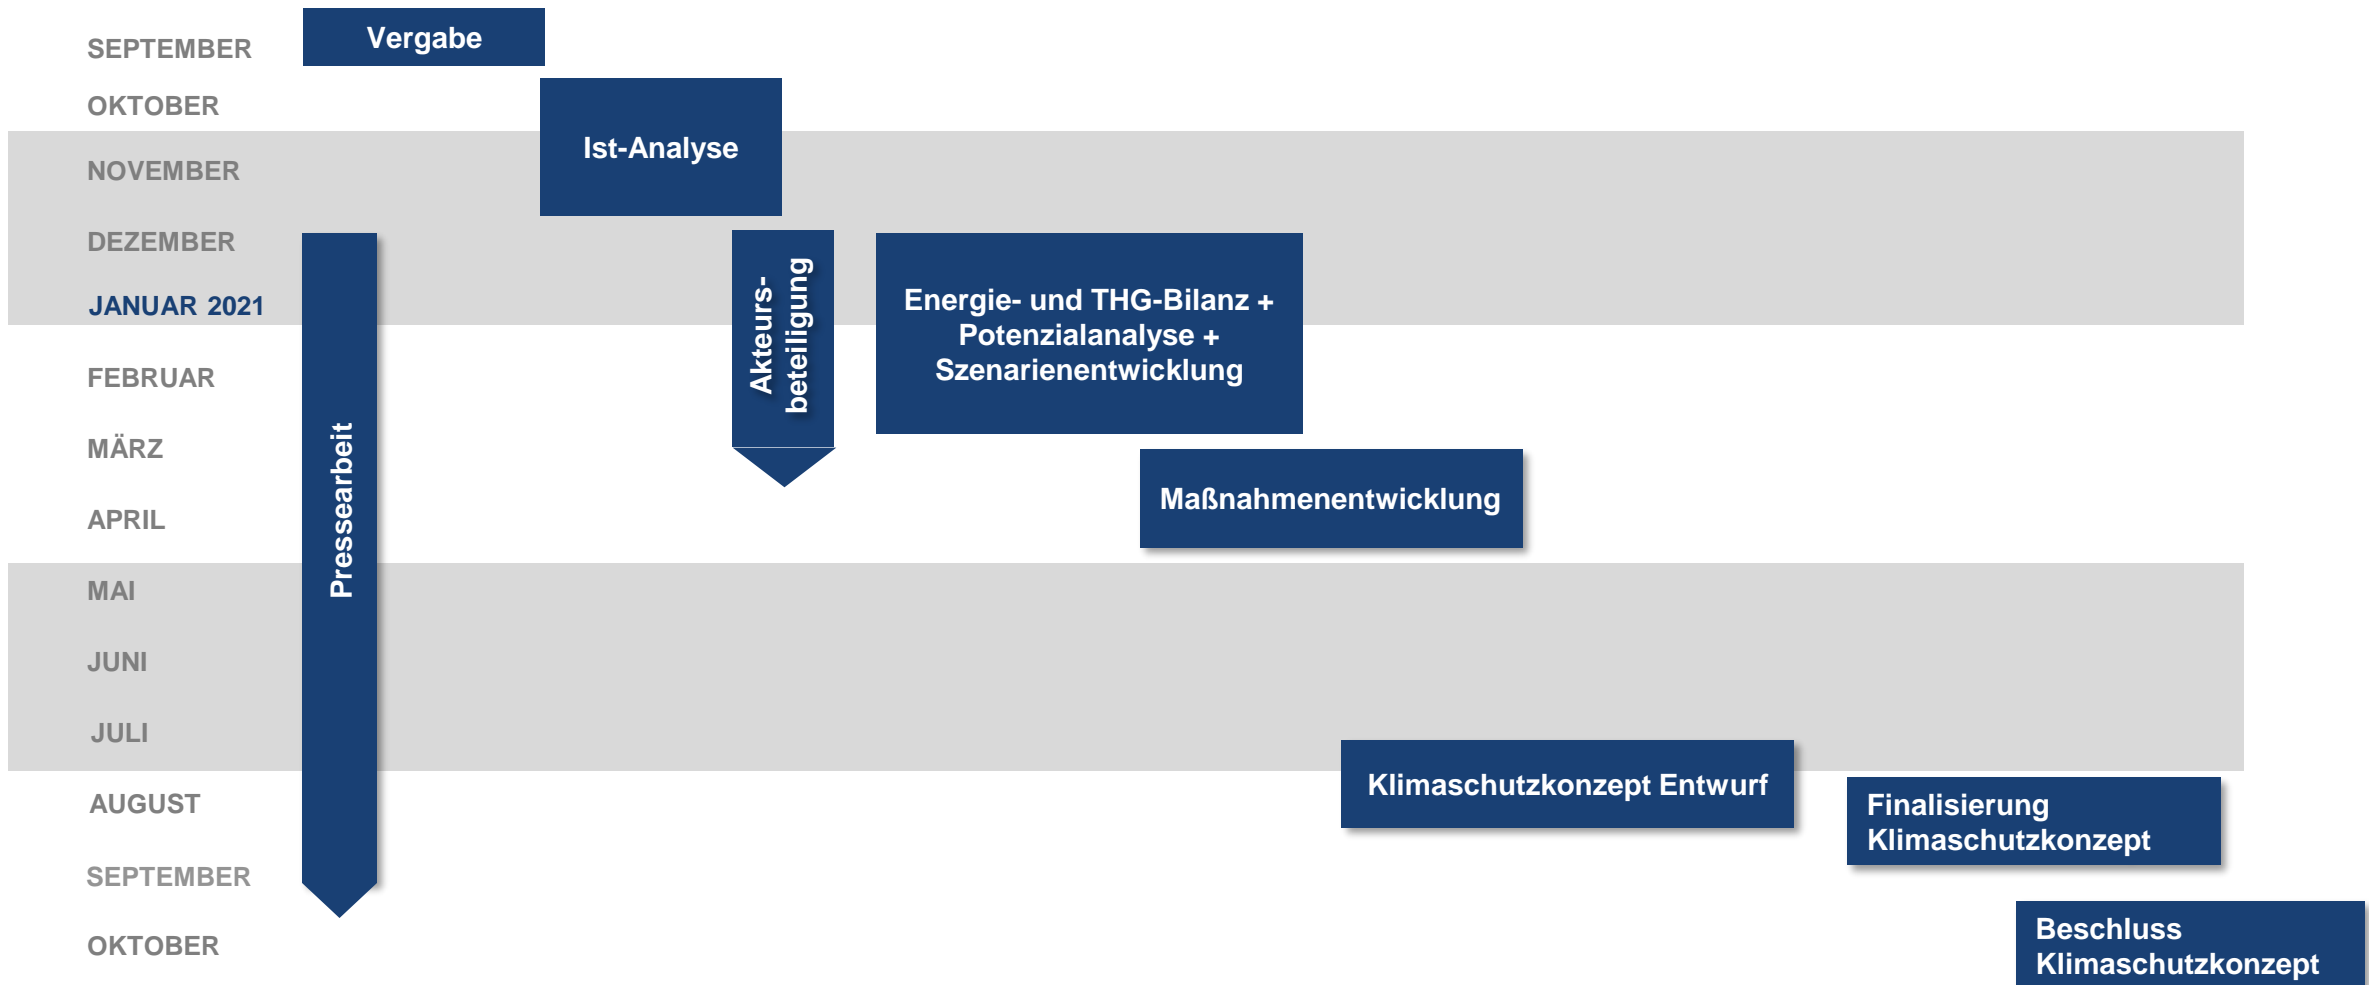 SEPTEMBER
Vergabe
OKTOBER
Ist-Analyse
NOVEMBER
DEZEMBER
JANUAR 2021
FEBRUAR
MÄRZ
APRIL
MAI
JUNI
JULI
AUGUST
SEPTEMBER
OKTOBER
Pressearbeit
Akteurs-
beteiligung
Energie- und THG-Bilanz +
Potenzialanalyse +
Szenarienentwicklung
Maßnahmenentwicklung
Klimaschutzkonzept Entwurf
Finalisierung
Klimaschutzkonzept
Beschluss
Klimaschutzkonzept